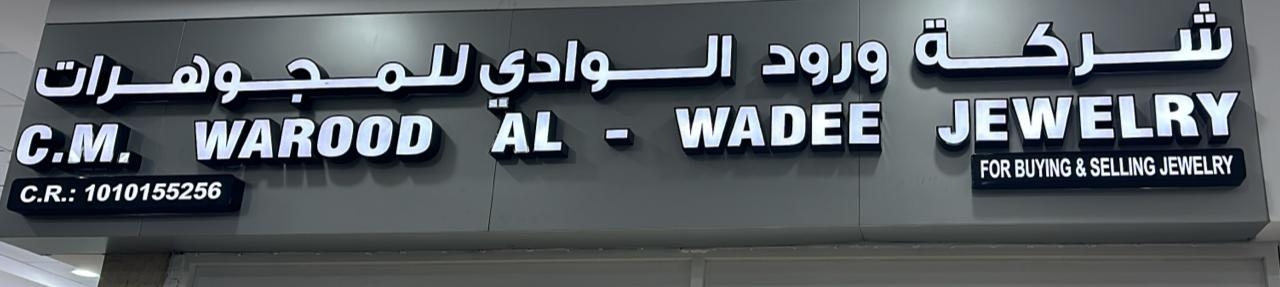 شركة ورود الوادي للمجوهرات
C.M. WAROOD AL - WADEE JEWELRY
FOR BUYING & SELLING JEWELRY
C.R.: 1010155256